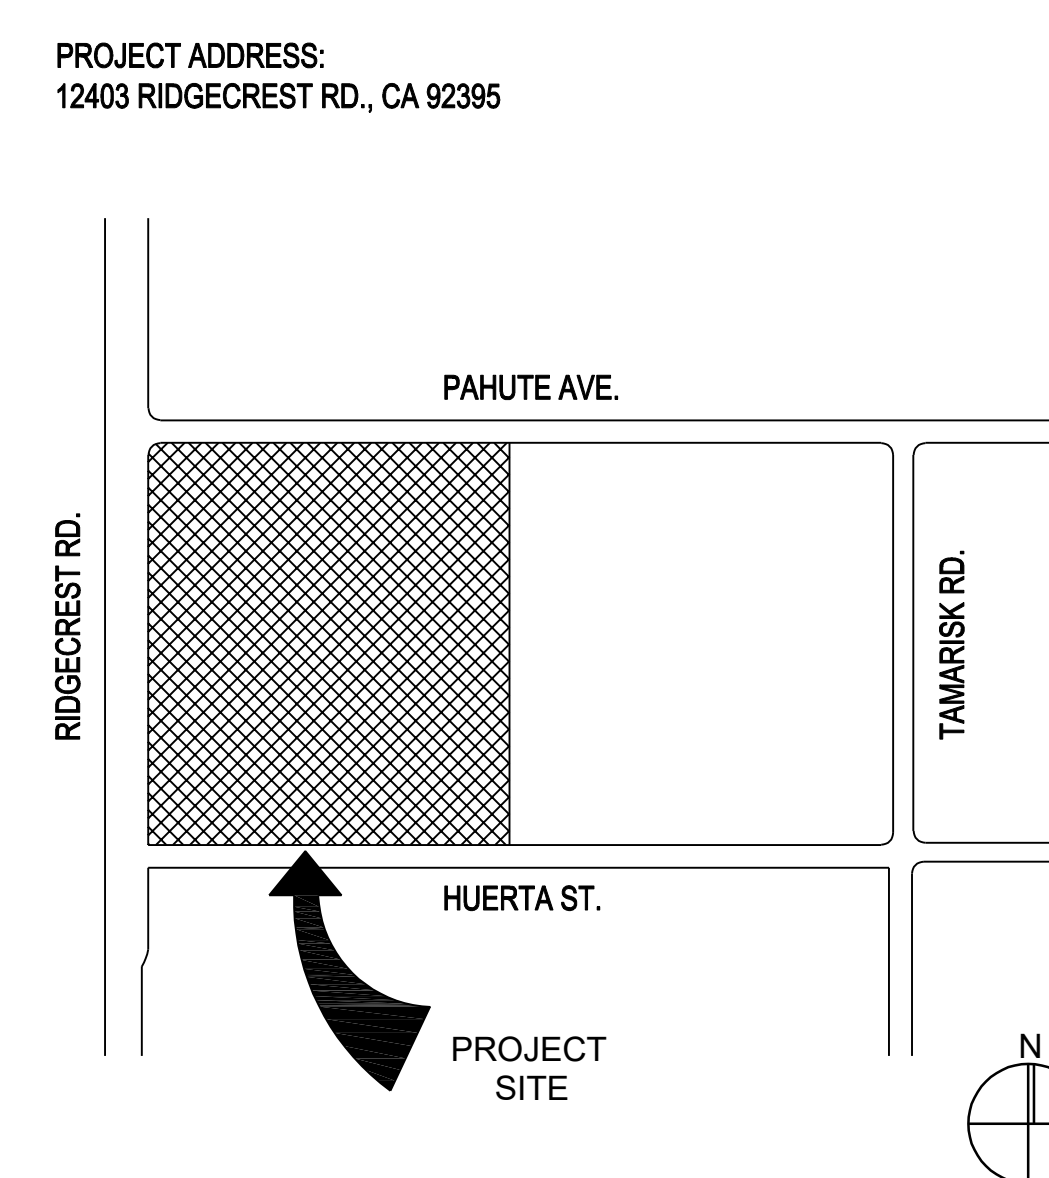 PROJECT ADDRESS:
12403 RIDGECREST RD., CA 92395
PAHUTE AVE.
RIDGECREST RD.
TAMARISK RD.
HUERTA ST.
PROJECT
SITE
N